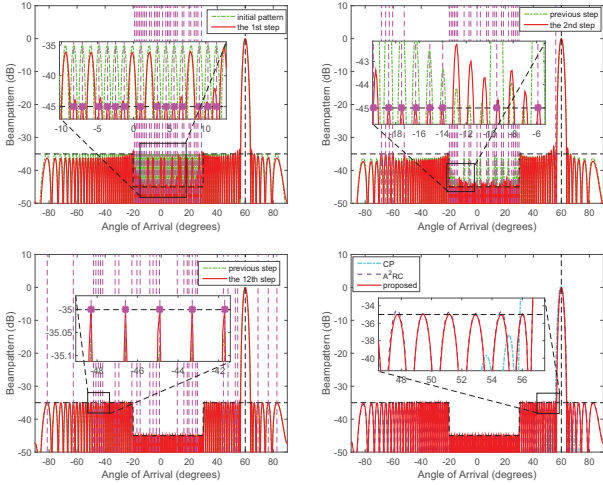 10
0
-10
-20
-30
-40
-50
Beampattern (dB)
-80 -60 -40 -20 0 20 40 60 80
Angle of Arrival (degrees)
initial pattern
the 1st step
-35
-40
-45
-10 -5 0 5 10
10
0
-10
-20
-30
-40
-50
Beampattern (dB)
-80 -60 -40 -20 0 20 40 60 80
Angle of Arrival (degrees)
previous step
the 2nd step
-43
-44
-45
-18 -16 -14 -12 -10 -8 -6
10
0
-10
-20
-30
-40
-50
Beampattern (dB)
-80 -60 -40 -20 0 20 40 60 80
Angle of Arrival (degrees)
previous step
the 12th step
-35
-35.05
-35.1
-48 -46 -44 -42
10
0
-10
-20
-30
-40
-50
Beampattern (dB)
-80 -60 -40 -20 0 20 40 60 80
Angle of Arrival (degrees)
CP
A²RC
proposed
-34
-36
-38
-40
48 50 52 54 56